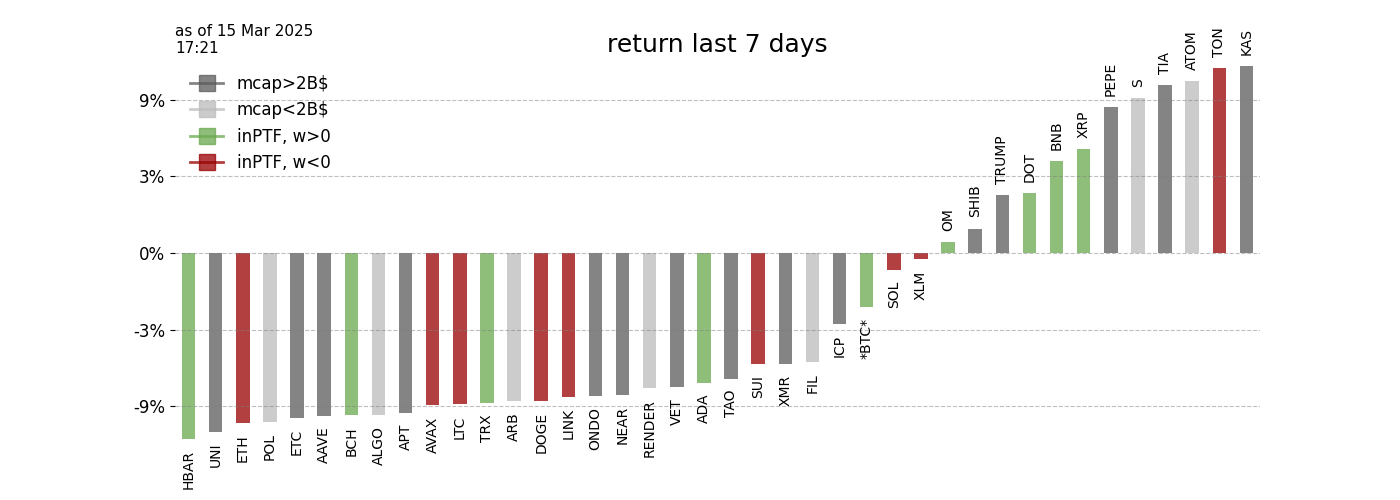 as of 15 Mar 2025
17:21
return last 7 days
mcap>2B$
mcap<2B$
inPTF, w>0
inPTF, w<0
9%
3%
0%
-3%
-9%
HBAR
UNI
ETH
POL
ETC
AAVE
BCH
ALGO
APT
AVAX
LTC
TRX
ARB
DOGE
LINK
ONDO
NEAR
RENDER
VET
ADA
TAO
SUI
XMR
FIL
ICP
*BTC*
SOL
XLM
OM
SHIB
TRUMP
DOT
BNB
XRP
PEPE
S
TIA
ATOM
TON
KAS